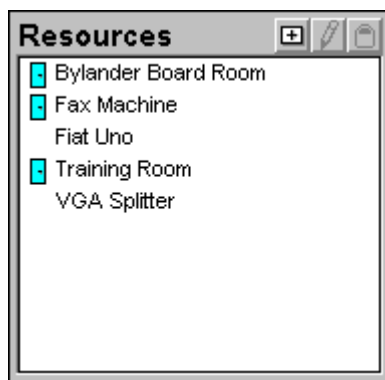 Resources
Bylander Board Room
Fax Machine
Fiat Uno
Training Room
VGA Splitter